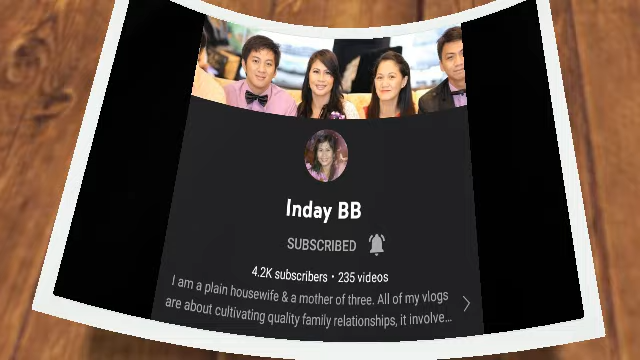 Inday BB
SUBSCRIBED
4.2K subscribers • 235 videos
I am a plain housewife & a mother of three. All of my vlogs
are about cultivating quality family relationships, it involve...